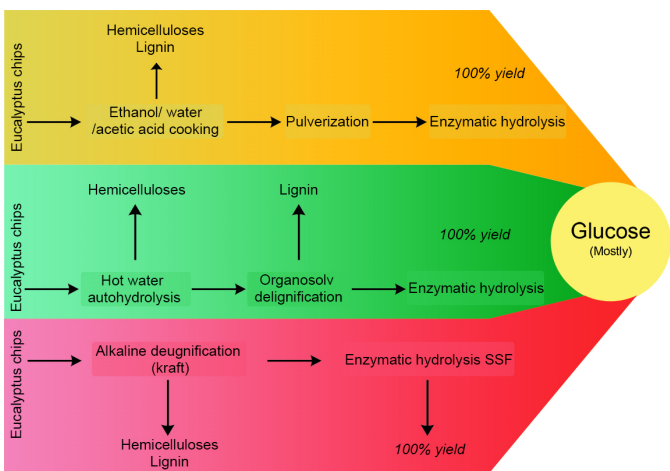 Eucalyptus chips
Hemicelluloses
Lignin
100% yield
Ethanol/ water
/acetic acid cooking
Pulverization
Enzymatic hydrolysis
Eucalyptus chips
Hemicelluloses
Lignin
100% yield
Hot water
autohydrolysis
Organosolv
delignification
Enzymatic hydrolysis
Glucose
(Mostly)
Eucalyptus chips
Alkaline deugnification
(kraft)
Enzymatic hydrolysis SSF
Hemicelluloses
Lignin
100% yield